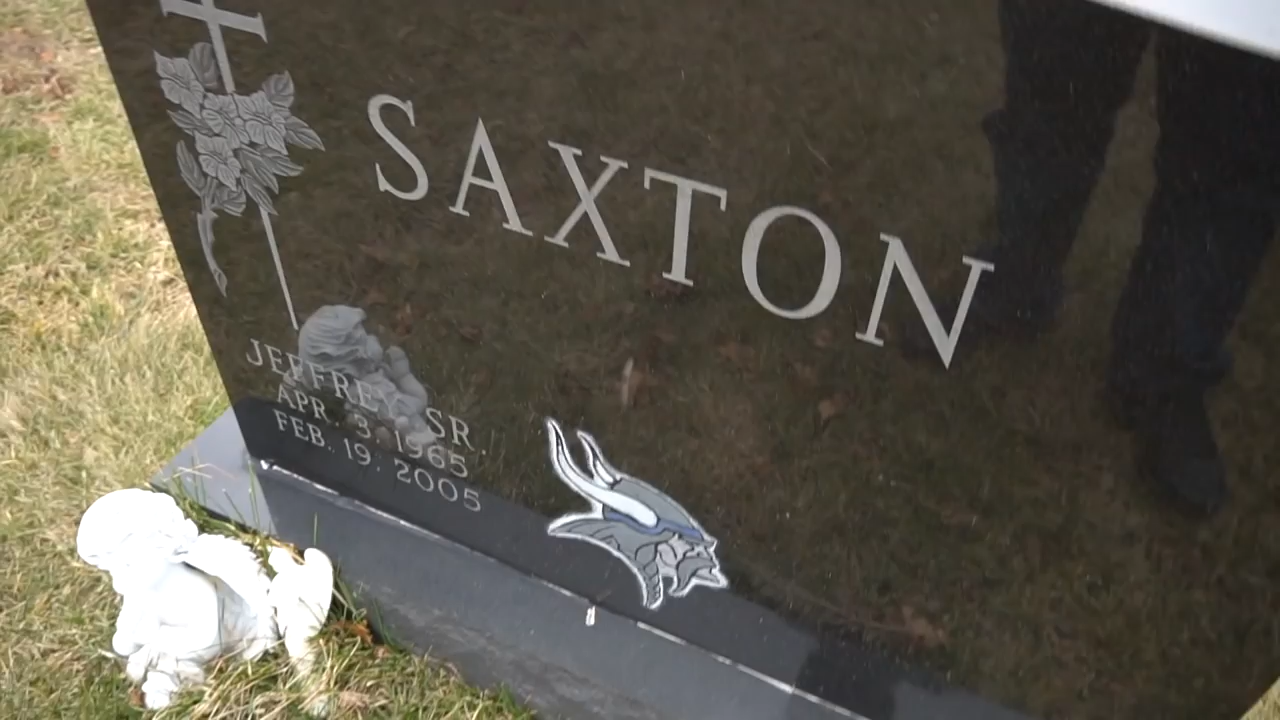 SAXTON
JEFFREY SR.
APR. 3, 1965
FEB. 19, 2005